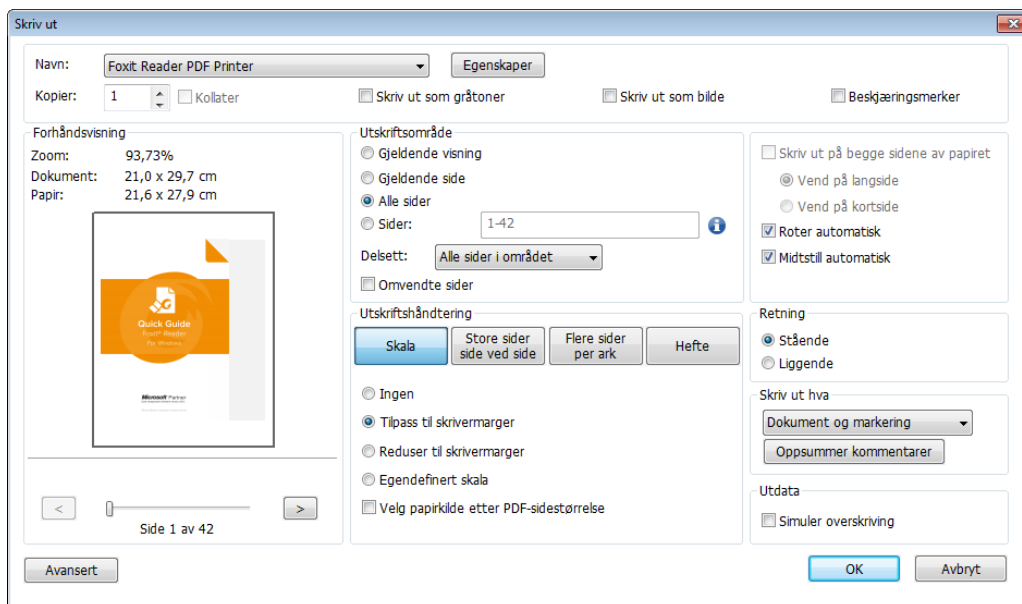 Skriv ut
Navn: Foxit Reader PDF Printer Egenskaper
Kopier: 1 Kollater Skriv ut som gråtoner Skriv ut som bilde Beskjæringsmerker
Forhåndsvisning
Zoom: 93,73%
Dokument: 21,0 x 29,7 cm
Papir: 21,6 x 27,9 cm
Quick Guide
Foxit® Reader
For Windows
Microsoft Partner
<
>
Side 1 av 42
Utskriftsområde
Gjeldende visning
Gjeldende side
Alle sider
Sider: 1-42
Delsett: Alle sider i området
Omvendte sider
Utskriftshåndtering
Skala
Store sider
side ved side
Flere sider
per ark
Hefte
Ingen
Tilpass til skrivermarger
Reduser til skrivermarger
Egendefinert skala
Velg papirkilde etter PDF-sidestørrelse
Skriv ut på begge sidene av papiret
Vend på langside
Vend på kortside
Roter automatisk
Midtstill automatisk
Retning
Stående
Liggende
Skriv ut hva
Dokument og markering
Oppsummer kommentarer
Utdata
Simuler overskriving
Avansert OK Avbryt